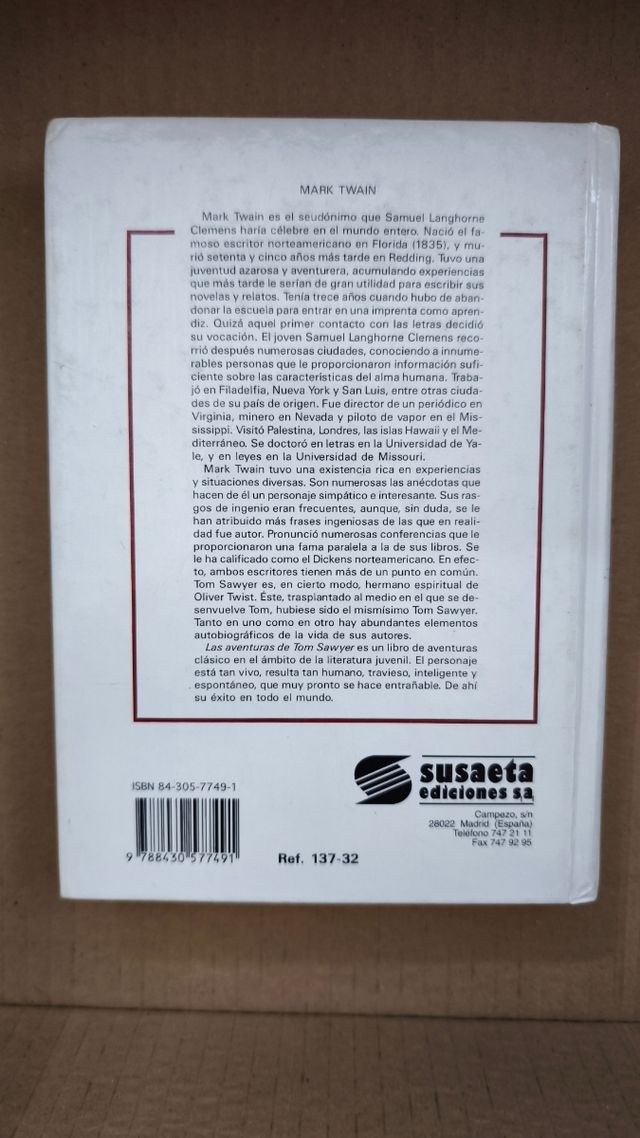 MARK TWAIN
Mark Twain es el seudónimo que Samuel Langhorne
Clemens haría célebre en el mundo entero. Nació el fa-
moso escritor norteamericano en Florida (1835), y mu-
rió setenta y cinco años más tarde en Redding. Tuvo una
juventud azarosa y aventurera, acumulando experiencias
que más tarde le serían de gran utilidad para escribir sus
novelas y relatos. Tenía trece años cuando hubo de aban-
donar la escuela para entrar en una imprenta como apren-
diz. Quizá aquel primer contacto con las letras decidió
su vocación. El joven Samuel Langhorne Clemens reco-
rrió después numerosas ciudades, conociendo a innume-
rables personas que le proporcionaron información sufi-
ciente sobre las características del alma humana. Traba-
jó en Filadelfia, Nueva York y San Luis, entre otras ciuda-
des de su país de origen. Fue director de un periódico en
Virginia, minero en Nevada y piloto de vapor en el Mis-
sissippi. Visitó Palestina, Londres, las islas Hawaii y el Me-
diterráneo. Se doctoró en letras en la Universidad de Ya-
le, y en leyes en la Universidad de Missouri.
Mark Twain tuvo una existencia rica en experiencias
y situaciones diversas. Son numerosas las anécdotas que
hacen de él un personaje simpático e interesante. Sus ras-
gos de ingenio eran frecuentes, aunque, sin duda, se le
han atribuido más frases ingeniosas de las que en reali-
dad fue autor. Pronunció numerosas conferencias que le
proporcionaron una fama paralela a la de sus libros. Se
le ha calificado como el Dickens norteamericano. En efec-
to, ambos escritores tienen más de un punto en común.
Tom Sawyer es, en cierto modo, hermano espiritual de
Oliver Twist. Éste, trasplantado al medio en el que se de-
senvuelve Tom, hubiese sido el mismísimo Tom Sawyer.
Tanto en uno como en otro hay abundantes elementos
autobiográficos de la vida de sus autores.
Las aventuras de Tom Sawyer es un libro de aventuras
clásico en el ámbito de la literatura juvenil. El personaje
está tan vivo, resulta tan humano, travieso, inteligente y
espontáneo, que muy pronto se hace entrañable. De ahí
su éxito en todo el mundo.
susaeta
ediciones s.a.
Campezo, s/n
28022 Madrid (España)
Teléfono 747 21 11
Fax 747 92 95
ISBN 84-305-7749-1
9 788430 577491
Ref. 137-32